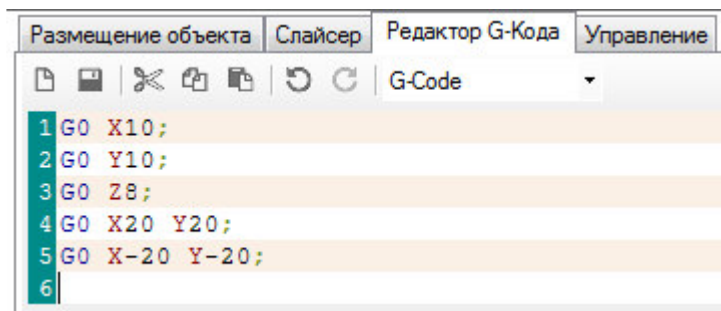 Размещение объекта Слайсер Редактор G-Кода Управление
G-Code
1 G0 X10;
2 G0 Y10;
3 G0 Z8;
4 G0 X20 Y20;
5 G0 X-20 Y-20;
6